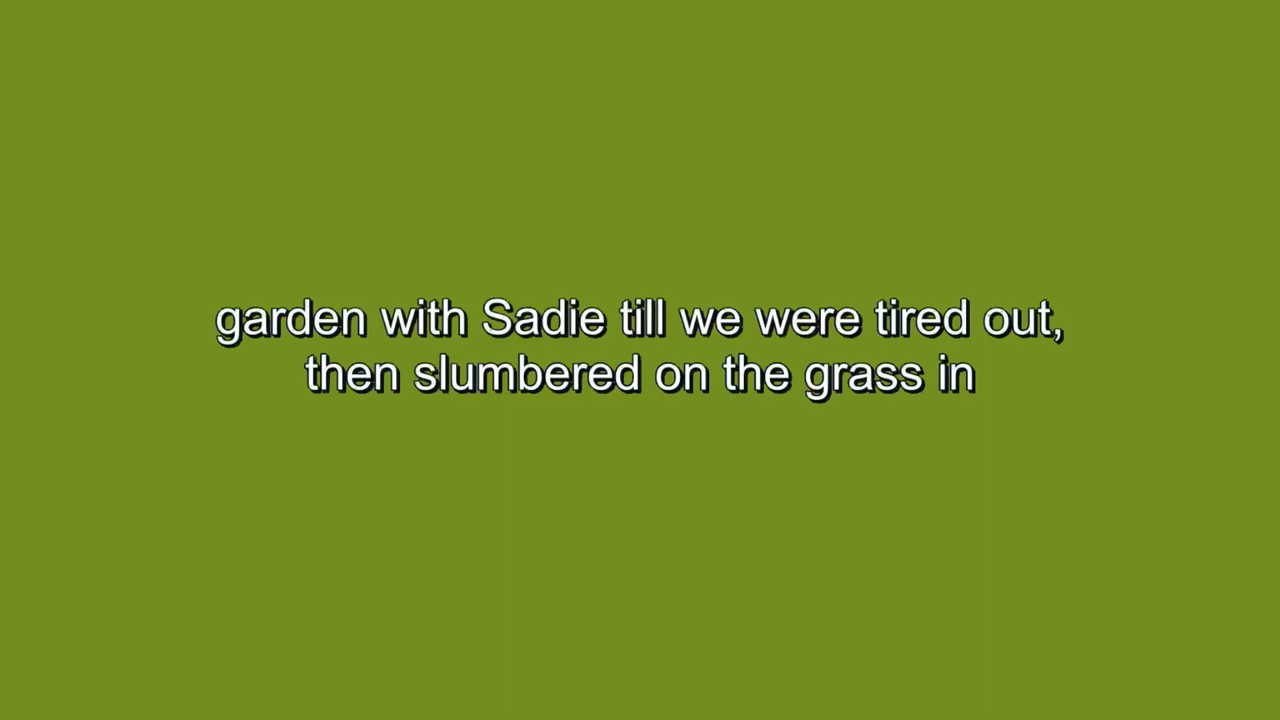 garden with Sadie till we were tired out,
then slumbered on the grass in